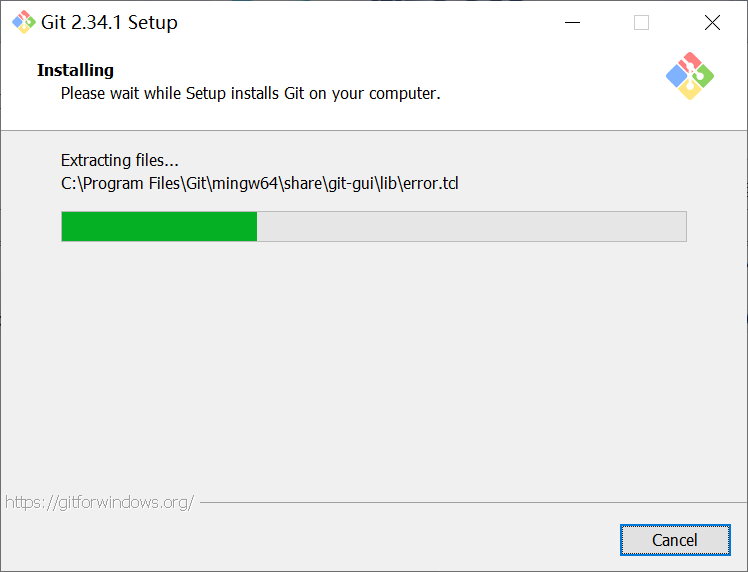 Git 2.34.1 Setup
Installing
Please wait while Setup installs Git on your computer.
Extracting files...
C:\Program Files\Git\mingw64\share\git-gui\lib\error.tcl
https://gitforwindows.org/
Cancel